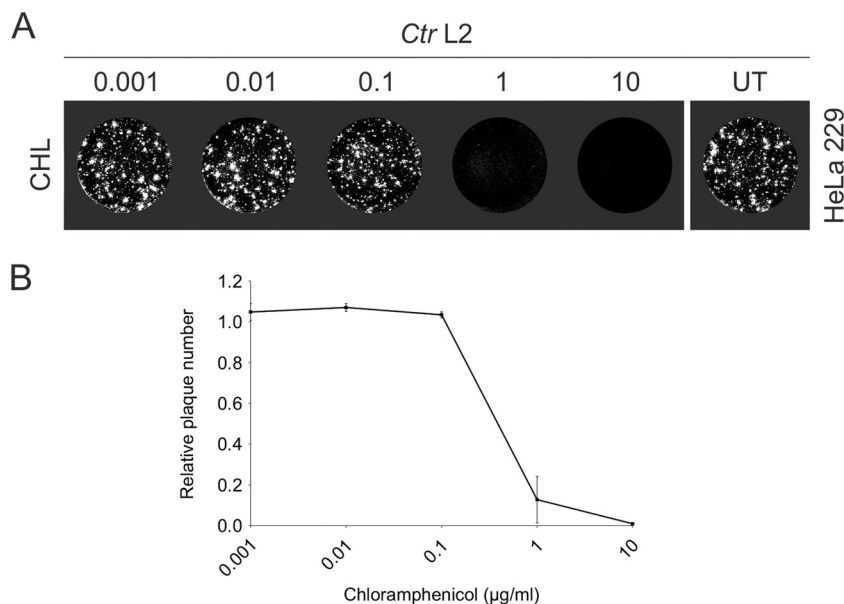 A
Ctr L2
0.001 0.01 0.1 1 10 UT
CHL
HeLa 229
B
Relative plaque number
1.2
1.0
0.8
0.6
0.4
0.2
0.0
0.001 0.01 0.1 1 10
Chloramphenicol (µg/ml)